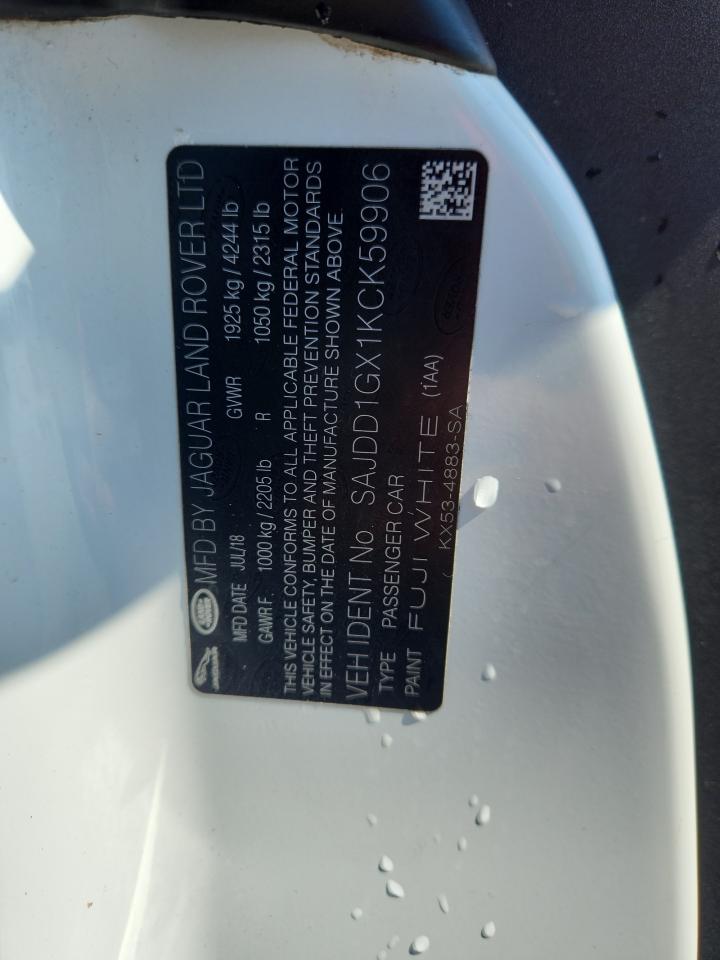 JAGUAR
LAND ROVER
MFD BY JAGUAR LAND ROVER LTD
MFD DATE JUL/18 GVWR 1925 kg / 4244 lb
GAWR F. 1000 kg / 2205 lb R 1050 kg / 2315 lb
THIS VEHICLE CONFORMS TO ALL APPLICABLE FEDERAL MOTOR
VEHICLE SAFETY, BUMPER AND THEFT PREVENTION STANDARDS
IN EFFECT ON THE DATE OF MANUFACTURE SHOWN ABOVE.
VEH IDENT No. SAJDD1GX1KCK59906
TYPE PASSENGER CAR
PAINT FUJI WHITE (1AA)
KX53-4883-SA